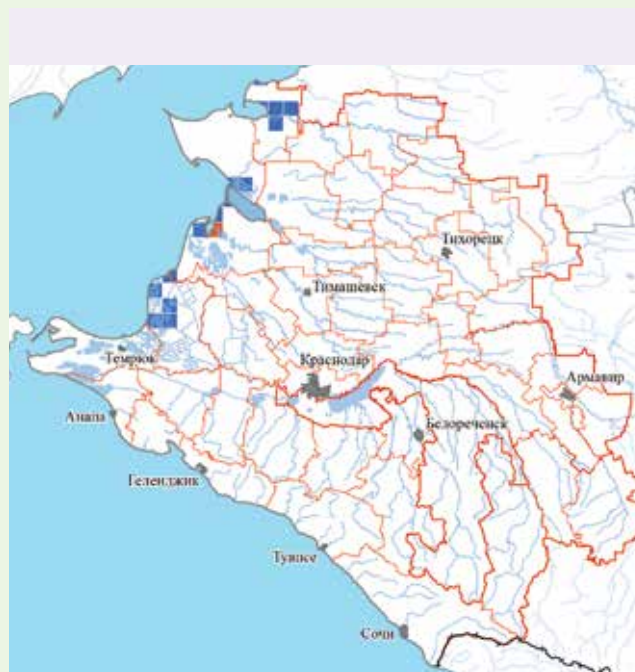 Тихорецк
Тимашевск
Краснодар
Темрюк
Армавир
Анапа
Белореченск
Геленджик
Туапсе
Сочи